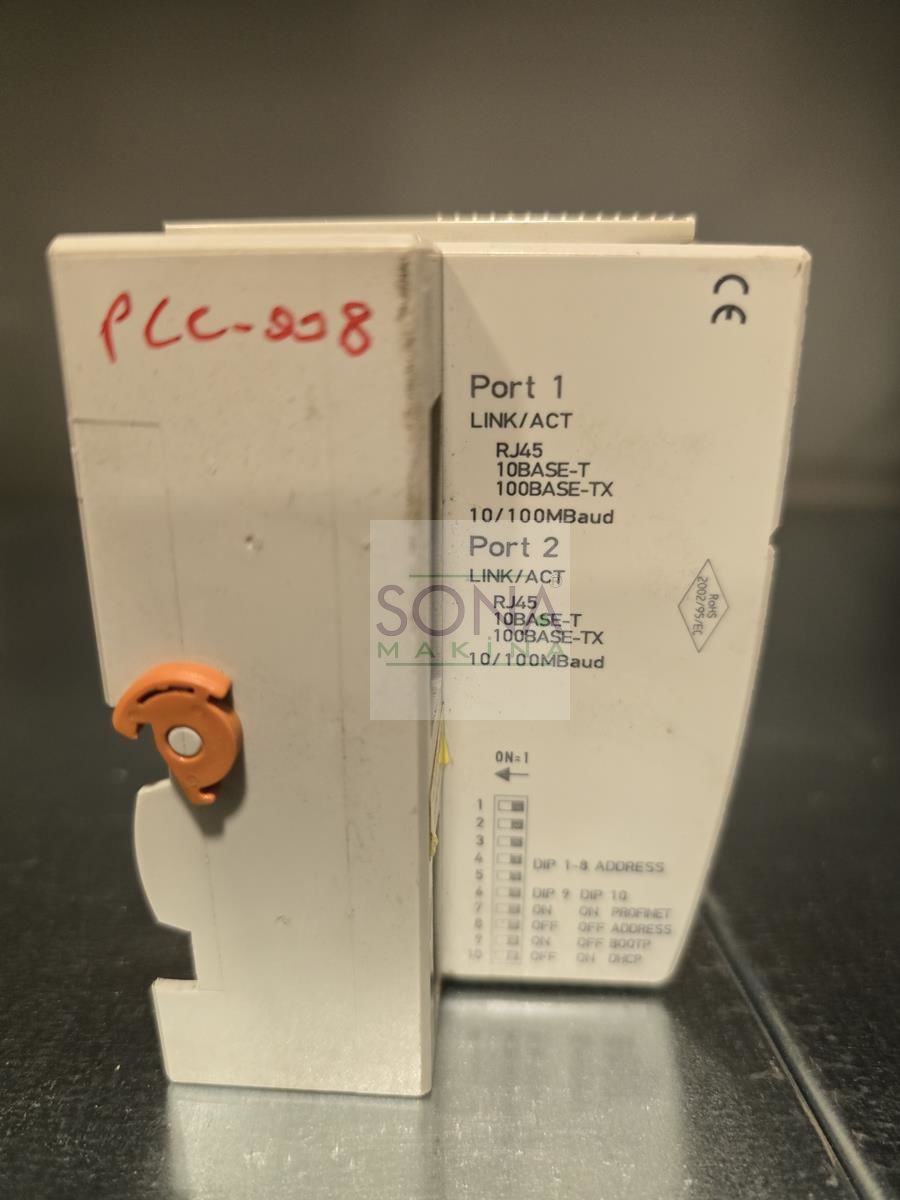 PLC-008
CE
Port 1
LINK/ACT
RJ45
10BASE-T
100BASE-TX
10/100MBaud
Port 2
LINK/ACT
RJ45
10BASE-T
100BASE-TX
10/100MBaud
RoHS
2002/95/EC
SONA®
MAKİNA
ON=1
1
2
3
4
DIP 1-8 ADDRESS
5
6 DIP 9 DIP 10
7 ON ON PROFINET
8 OFF OFF ADDRESS
9 ON OFF BOOTP
10 OFF ON DHCP